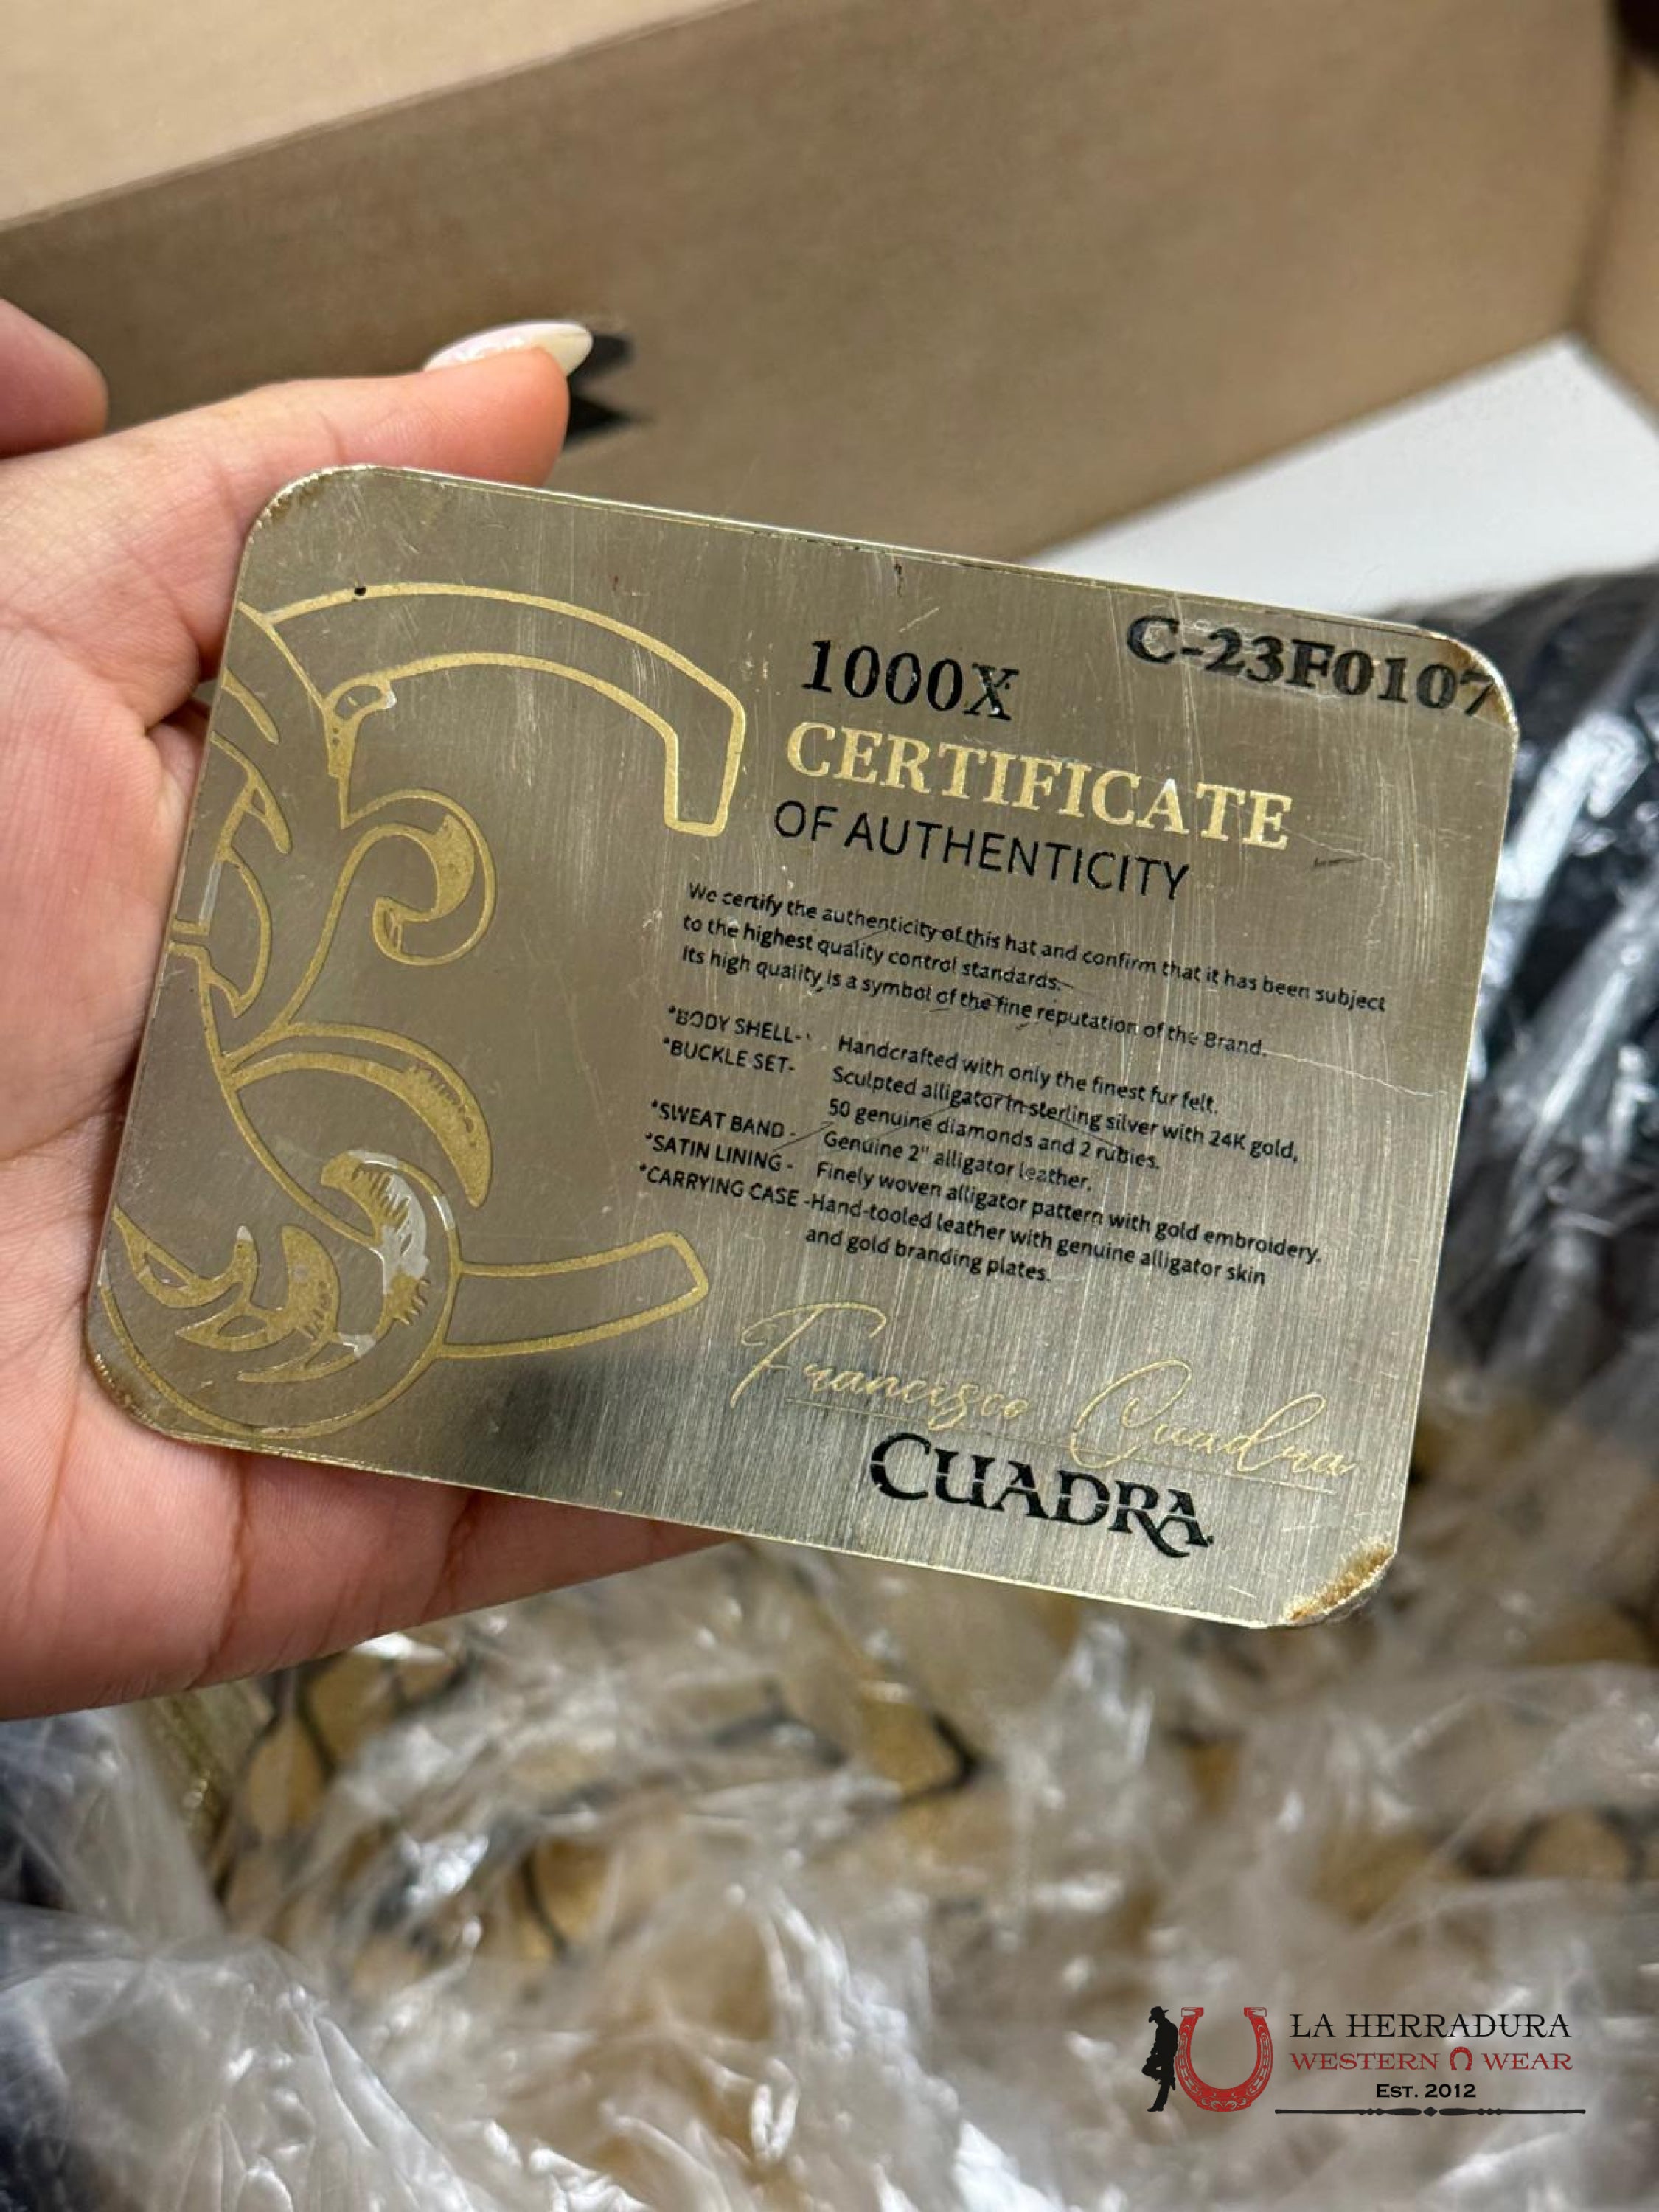 C-23F0107
1000X
CERTIFICATE
OF AUTHENTICITY
We certify the authenticity of this hat and confirm that it has been subject
to the highest quality control standards.
Its high quality is a symbol of the fine reputation of the Brand.
*BODY SHELL- Handcrafted with only the finest fur felt.
*BUCKLE SET- Sculpted alligator in sterling silver with 24K gold,
50 genuine diamonds and 2 rubies.
*SWEAT BAND - Genuine 2" alligator leather.
*SATIN LINING - Finely woven alligator pattern with gold embroidery.
*CARRYING CASE -Hand-tooled leather with genuine alligator skin
and gold branding plates.
Francisco Cuadra
CUADRA
LA HERRADURA
WESTERN WEAR
EST. 2012